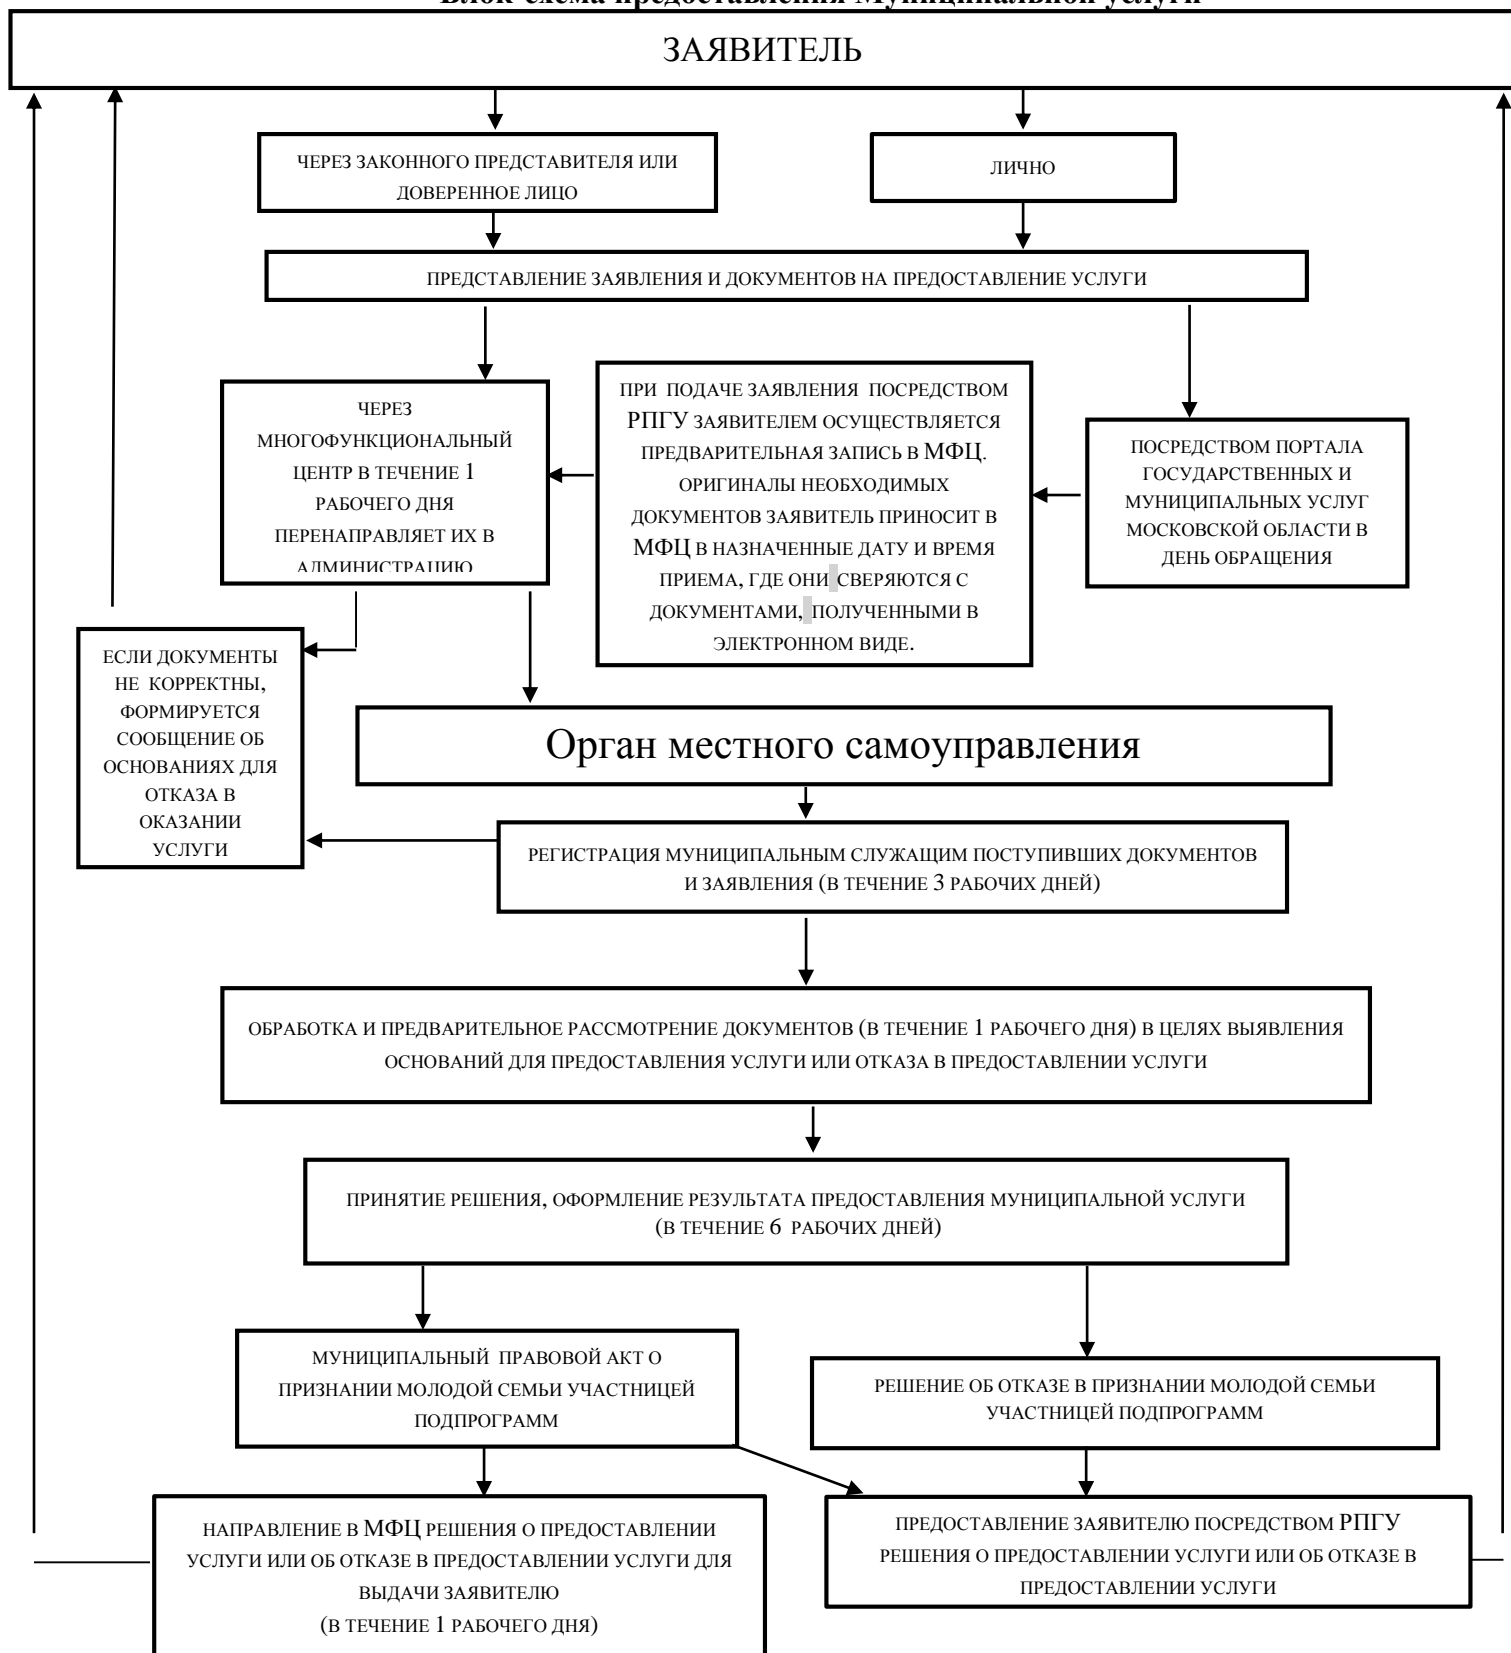 Блок-схема предоставления Муниципальной услуги
ЗАЯВИТЕЛЬ
ЧЕРЕЗ ЗАКОННОГО ПРЕДСТАВИТЕЛЯ ИЛИ
ДОВЕРЕННОЕ ЛИЦО
ЛИЧНО
ПРЕДСТАВЛЕНИЕ ЗАЯВЛЕНИЯ И ДОКУМЕНТОВ НА ПРЕДОСТАВЛЕНИЕ УСЛУГИ
ЧЕРЕЗ
МНОГОФУНКЦИОНАЛЬНЫЙ
ЦЕНТР В ТЕЧЕНИЕ 1
РАБОЧЕГО ДНЯ
ПЕРЕНАПРАВЛЯЕТ ИХ В
АДМИНИСТРАЦИЮ
ПРИ ПОДАЧЕ ЗАЯВЛЕНИЯ ПОСРЕДСТВОМ
РПГУ ЗАЯВИТЕЛЕМ ОСУЩЕСТВЛЯЕТСЯ
ПРЕДВАРИТЕЛЬНАЯ ЗАПИСЬ В МФЦ.
ОРИГИНАЛЫ НЕОБХОДИМЫХ
ДОКУМЕНТОВ ЗАЯВИТЕЛЬ ПРИНОСИТ В
МФЦ В НАЗНАЧЕННЫЕ ДАТУ И ВРЕМЯ
ПРИЕМА, ГДЕ ОНИ СВЕРЯЮТСЯ С
ДОКУМЕНТАМИ, ПОЛУЧЕННЫМИ В
ЭЛЕКТРОННОМ ВИДЕ.
ПОСРЕДСТВОМ ПОРТАЛА
ГОСУДАРСТВЕННЫХ И
МУНИЦИПАЛЬНЫХ УСЛУГ
МОСКОВСКОЙ ОБЛАСТИ В
ДЕНЬ ОБРАЩЕНИЯ
ЕСЛИ ДОКУМЕНТЫ
НЕ КОРРЕКТНЫ,
ФОРМИРУЕТСЯ
СООБЩЕНИЕ ОБ
ОСНОВАНИЯХ ДЛЯ
ОТКАЗА В
ОКАЗАНИИ
УСЛУГИ
Орган местного самоуправления
РЕГИСТРАЦИЯ МУНИЦИПАЛЬНЫМ СЛУЖАЩИМ ПОСТУПИВШИХ ДОКУМЕНТОВ
И ЗАЯВЛЕНИЯ (В ТЕЧЕНИЕ 3 РАБОЧИХ ДНЕЙ)
ОБРАБОТКА И ПРЕДВАРИТЕЛЬНОЕ РАССМОТРЕНИЕ ДОКУМЕНТОВ (В ТЕЧЕНИЕ 1 РАБОЧЕГО ДНЯ) В ЦЕЛЯХ ВЫЯВЛЕНИЯ
ОСНОВАНИЙ ДЛЯ ПРЕДОСТАВЛЕНИЯ УСЛУГИ ИЛИ ОТКАЗА В ПРЕДОСТАВЛЕНИИ УСЛУГИ
ПРИНЯТИЕ РЕШЕНИЯ, ОФОРМЛЕНИЕ РЕЗУЛЬТАТА ПРЕДОСТАВЛЕНИЯ МУНИЦИПАЛЬНОЙ УСЛУГИ
(В ТЕЧЕНИЕ 6 РАБОЧИХ ДНЕЙ)
МУНИЦИПАЛЬНЫЙ ПРАВОВОЙ АКТ О
ПРИЗНАНИИ МОЛОДОЙ СЕМЬИ УЧАСТНИЦЕЙ
ПОДПРОГРАММ
РЕШЕНИЕ ОБ ОТКАЗЕ В ПРИЗНАНИИ МОЛОДОЙ СЕМЬИ
УЧАСТНИЦЕЙ ПОДПРОГРАММ
НАПРАВЛЕНИЕ В МФЦ РЕШЕНИЯ О ПРЕДОСТАВЛЕНИИ
УСЛУГИ ИЛИ ОБ ОТКАЗЕ В ПРЕДОСТАВЛЕНИИ УСЛУГИ ДЛЯ
ВЫДАЧИ ЗАЯВИТЕЛЮ
(В ТЕЧЕНИЕ 1 РАБОЧЕГО ДНЯ)
ПРЕДОСТАВЛЕНИЕ ЗАЯВИТЕЛЮ ПОСРЕДСТВОМ РПГУ
РЕШЕНИЯ О ПРЕДОСТАВЛЕНИИ УСЛУГИ ИЛИ ОБ ОТКАЗЕ В
ПРЕДОСТАВЛЕНИИ УСЛУГИ